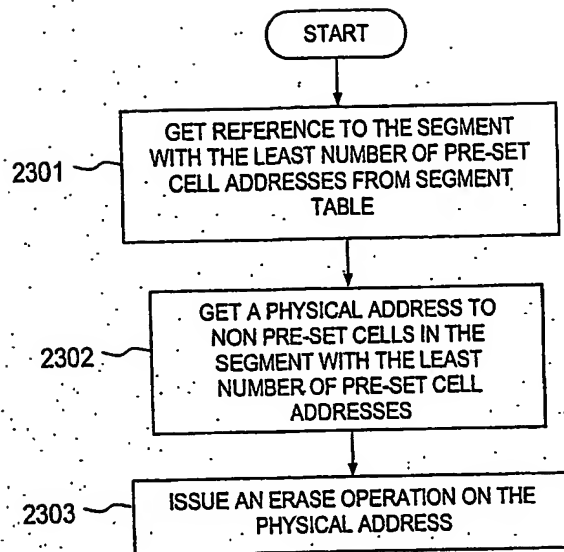 START
2301
GET REFERENCE TO THE SEGMENT
WITH THE LEAST NUMBER OF PRE-SET
CELL ADDRESSES FROM SEGMENT
TABLE
2302
GET A PHYSICAL ADDRESS TO
NON PRE-SET CELLS IN THE
SEGMENT WITH THE LEAST
NUMBER OF PRE-SET CELL
ADDRESSES
2303
ISSUE AN ERASE OPERATION ON THE
PHYSICAL ADDRESS